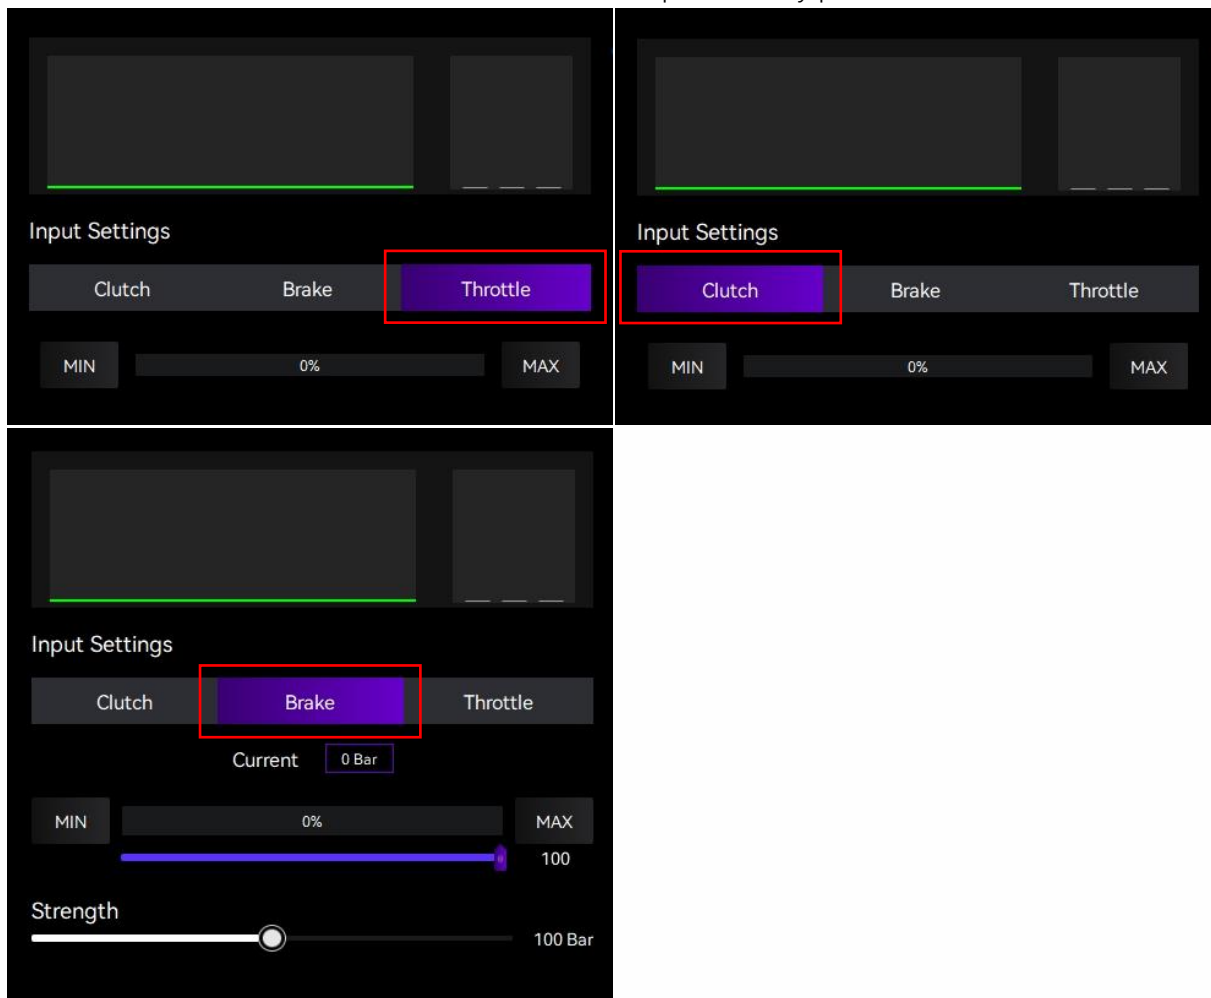 Input Settings
Clutch Brake Throttle
MIN 0% MAX
Input Settings
Clutch Brake Throttle
MIN 0% MAX
Input Settings
Clutch Brake Throttle
Current 0 Bar
MIN 0% MAX
100
Strength
100 Bar